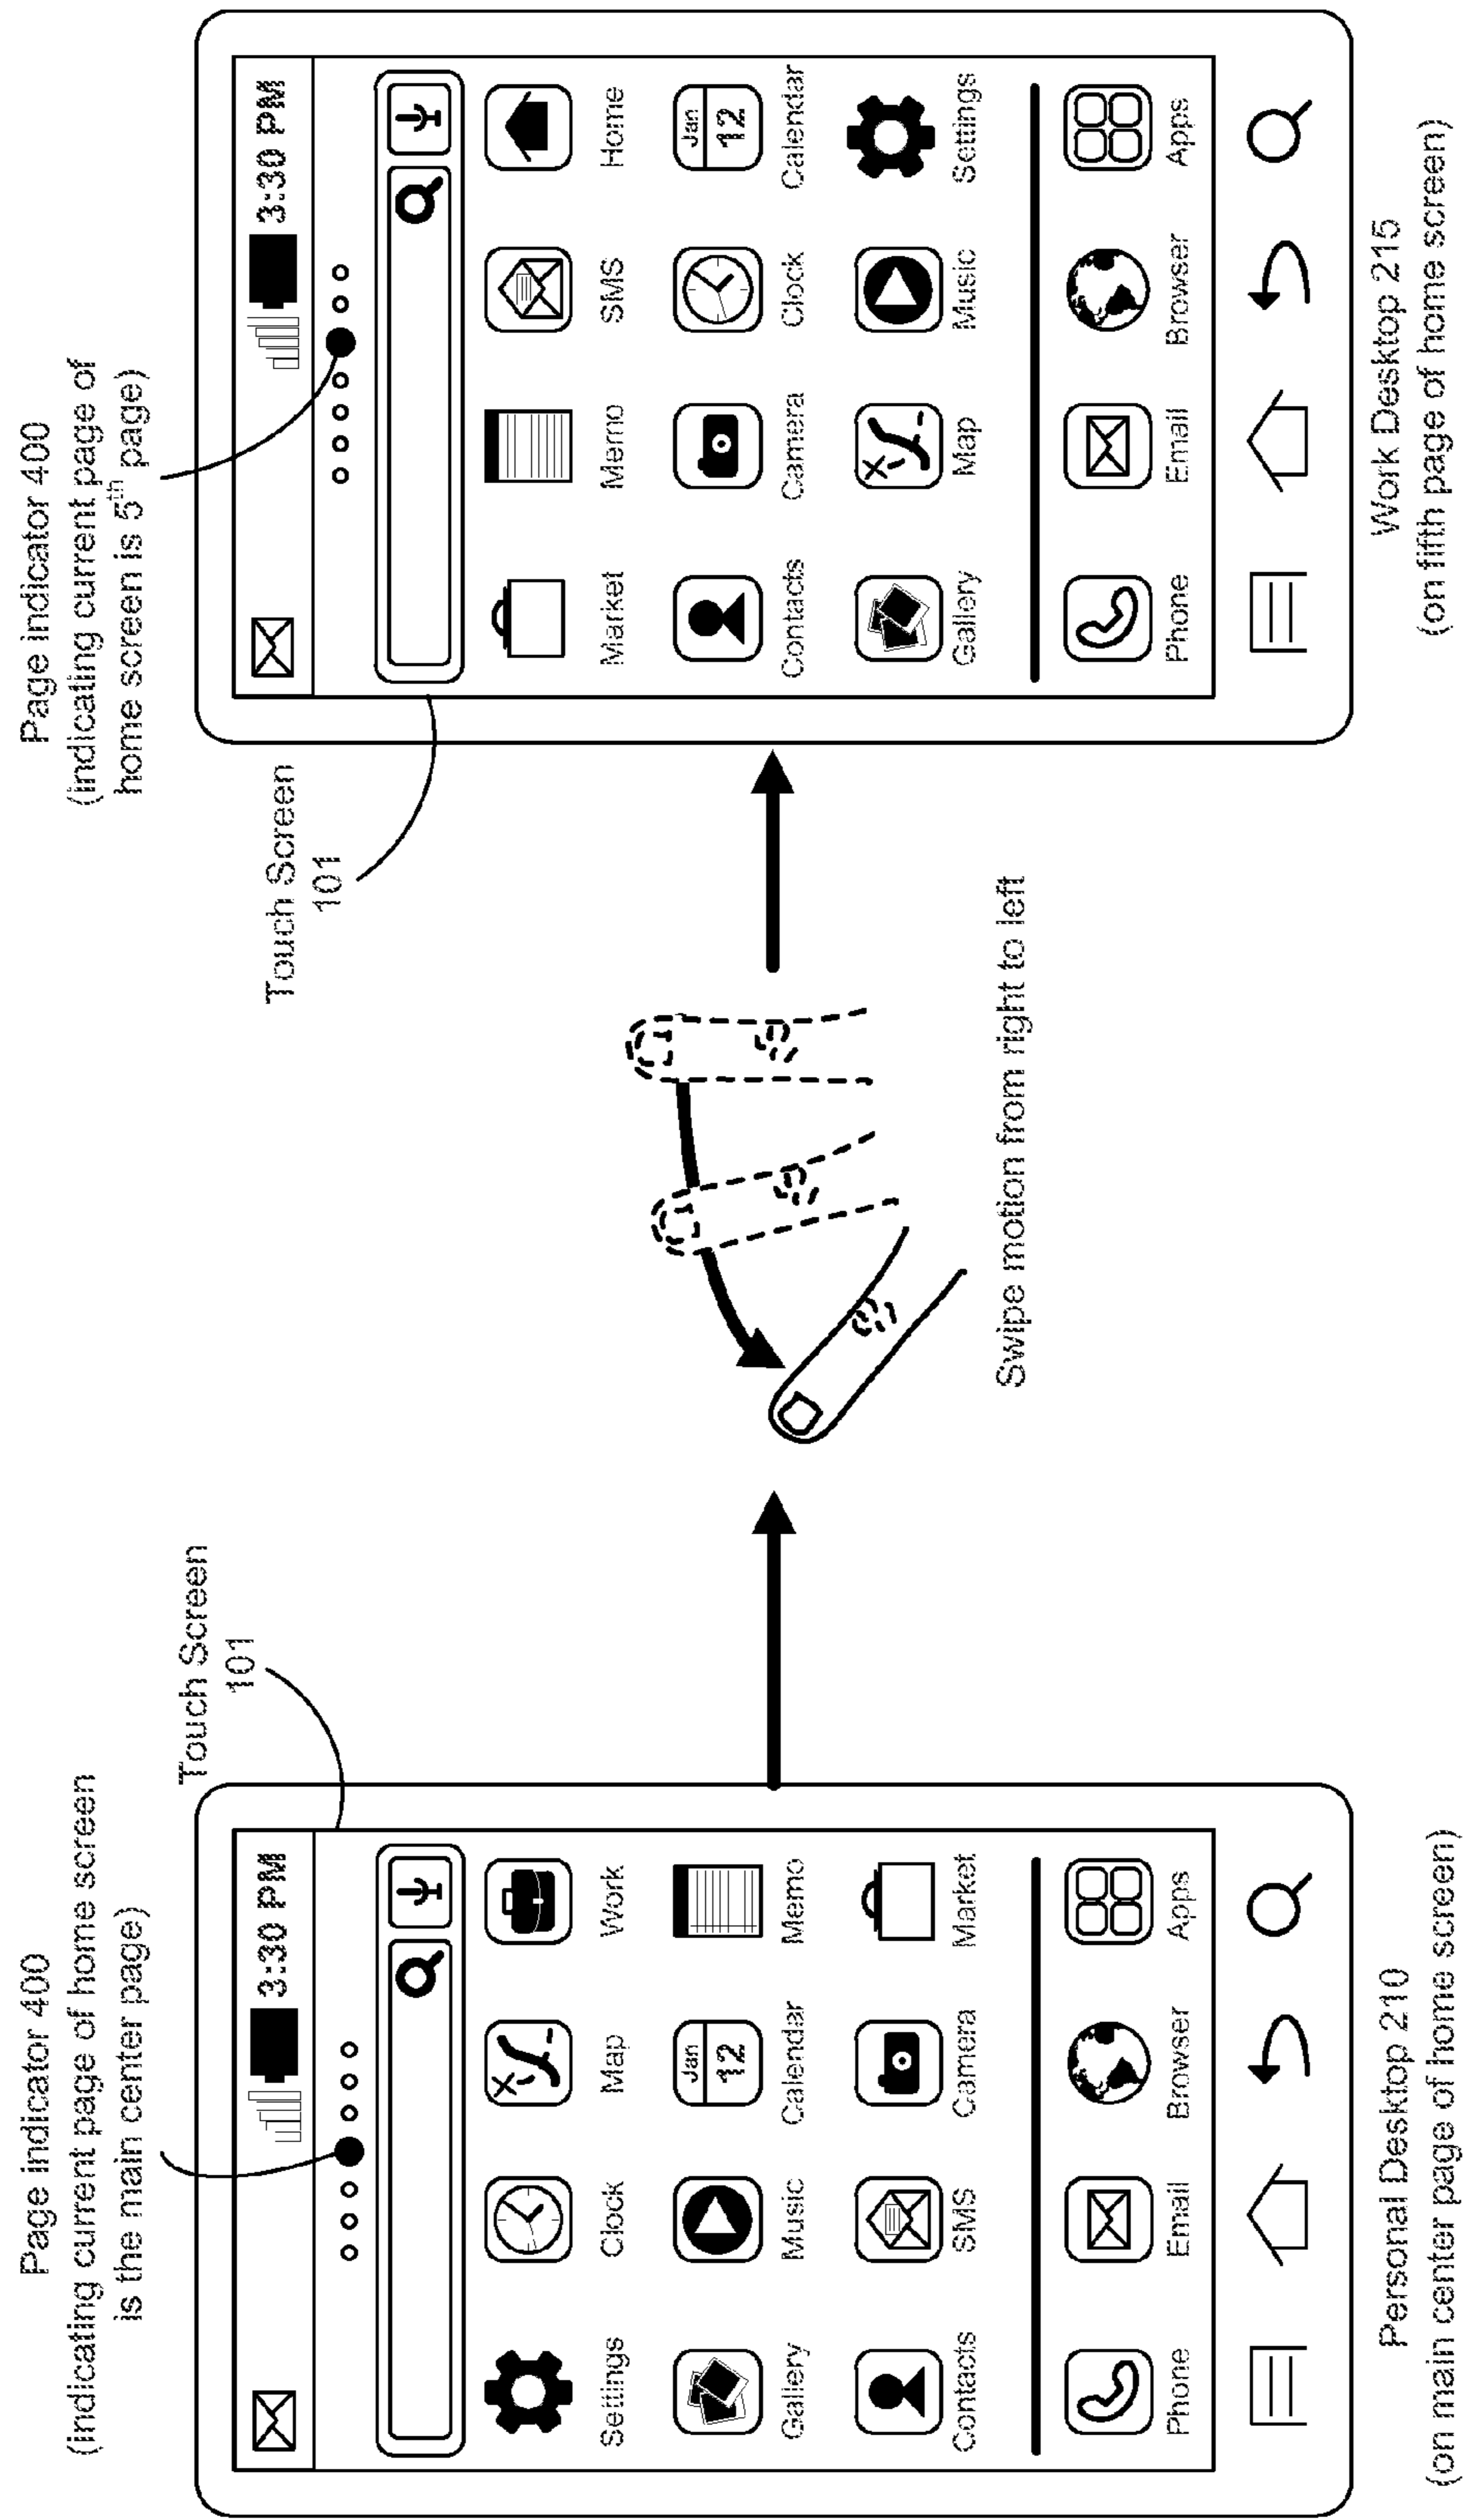 Page indicator 400
(indicating current page of home screen
is the main center page)
Touch Screen
101
3:30 PM
Settings
Clock
Map
Work
Gallery
Music
Jan
12
Calendar
Memo
Contacts
SMS
Camera
Market
Phone
Email
Browser
Apps
Personal Desktop 210
(on main center page of home screen)
Swipe motion from right to left
Page indicator 400
(indicating current page of
home screen is 5th page)
Touch Screen
101
3:30 PM
Market
Memo
SMS
Home
Contacts
Camera
Clock
Jan
12
Calendar
Gallery
Map
Music
Settings
Phone
Email
Browser
Apps
Work Desktop 215
(on fifth page of home screen)